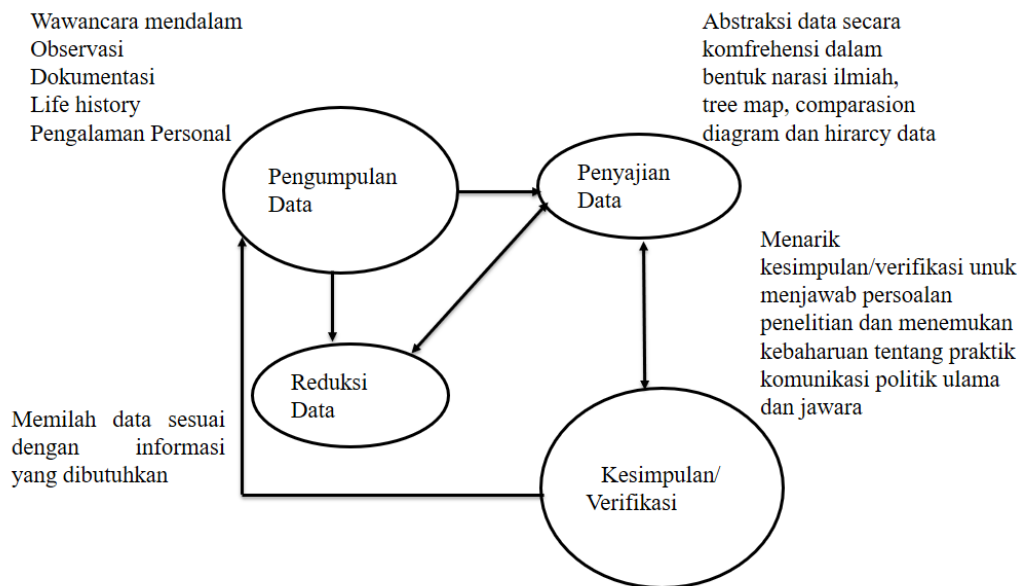 Wawancara mendalam
Observasi
Dokumentasi
Life history
Pengalaman Personal
Abstraksi data secara
komfrehensi dalam
bentuk narasi ilmiah,
tree map, comparasion
diagram dan hirarcy data
Pengumpulan
Data
Penyajian
Data
Menarik
kesimpulan/verifikasi unuk
menjawab persoalan
penelitian dan menemukan
kebaharuan tentang praktik
komunikasi politik ulama
dan jawara
Reduksi
Data
Memilah data sesuai
dengan informasi
yang dibutuhkan
Kesimpulan/
Verifikasi